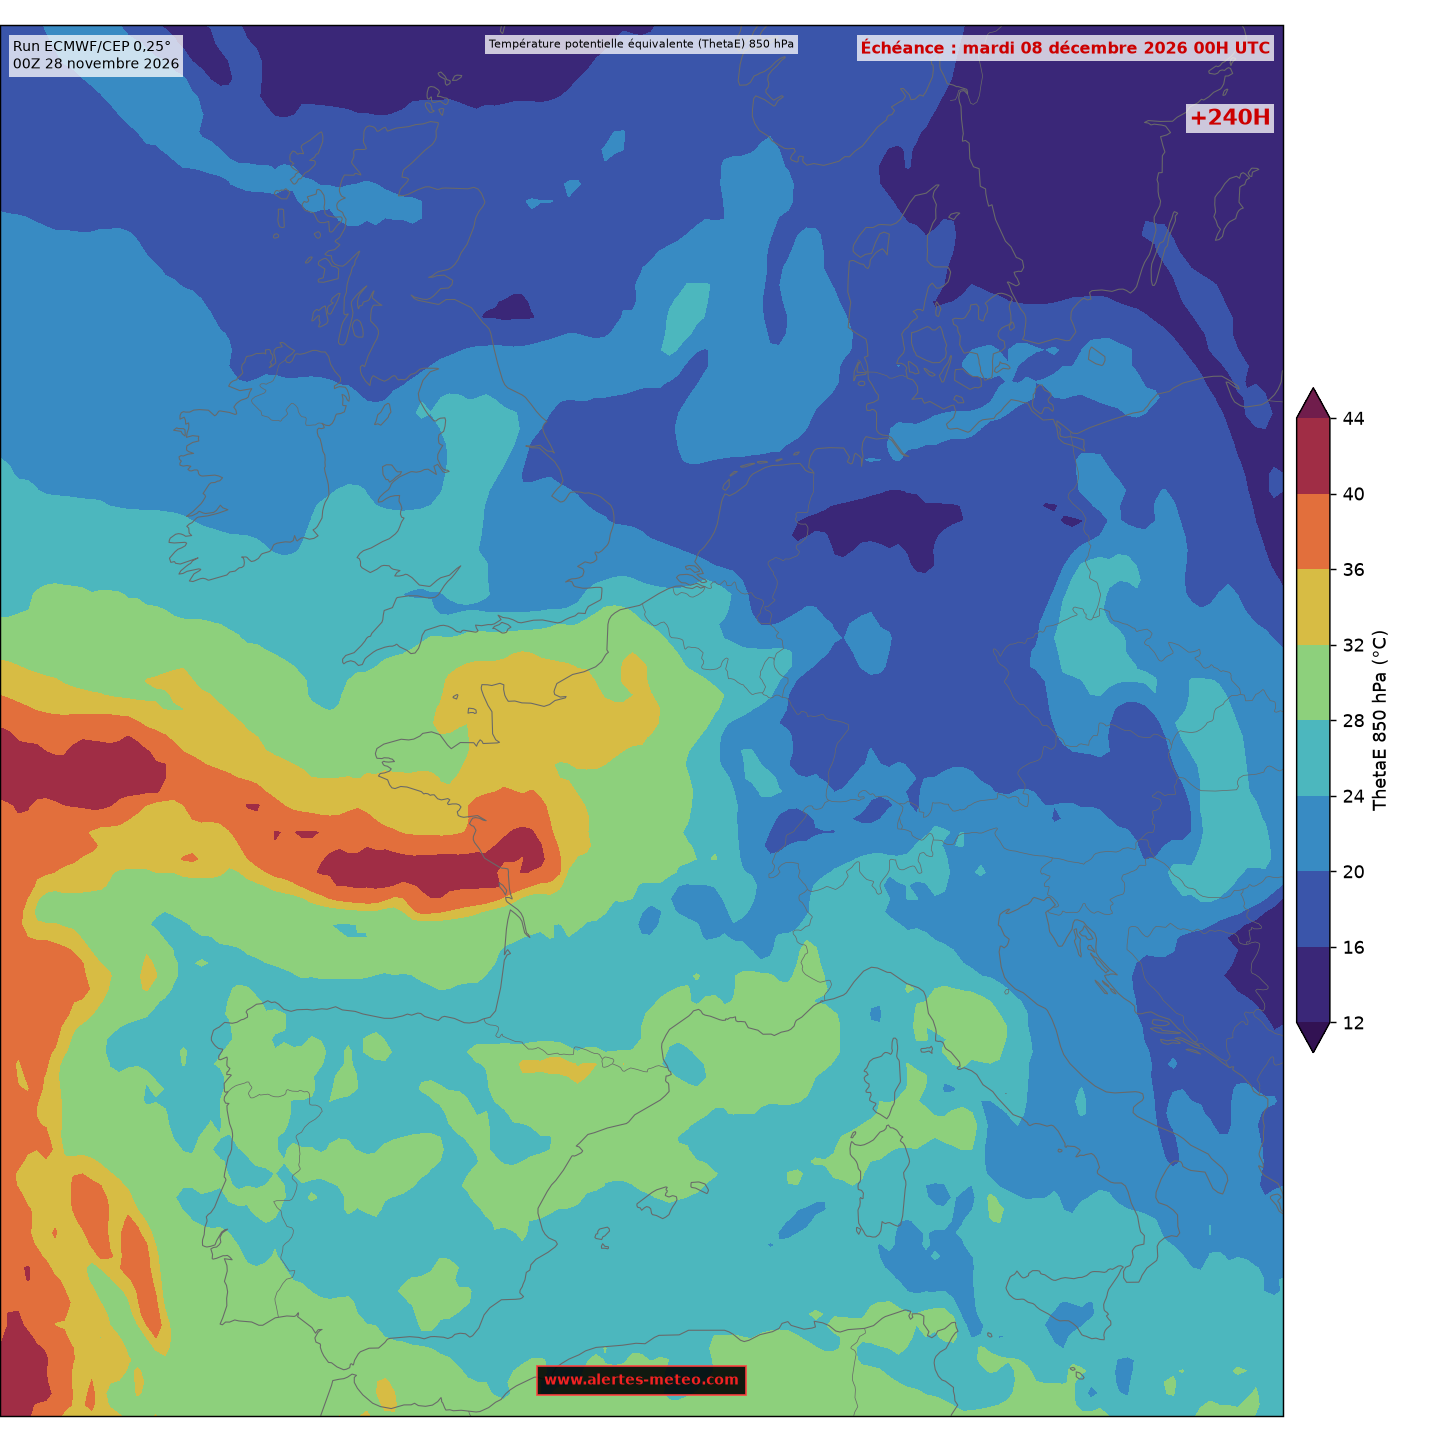 Run ECMWF/CEP 0,25°
00Z 28 novembre 2026
Température potentielle équivalente (ThetaE) 850 hPa
Échéance : mardi 08 décembre 2026 00H UTC
+240H
44
40
36
32
28
24
20
16
12
ThetaE 850 hPa (°C)
www.alertes-meteo.com